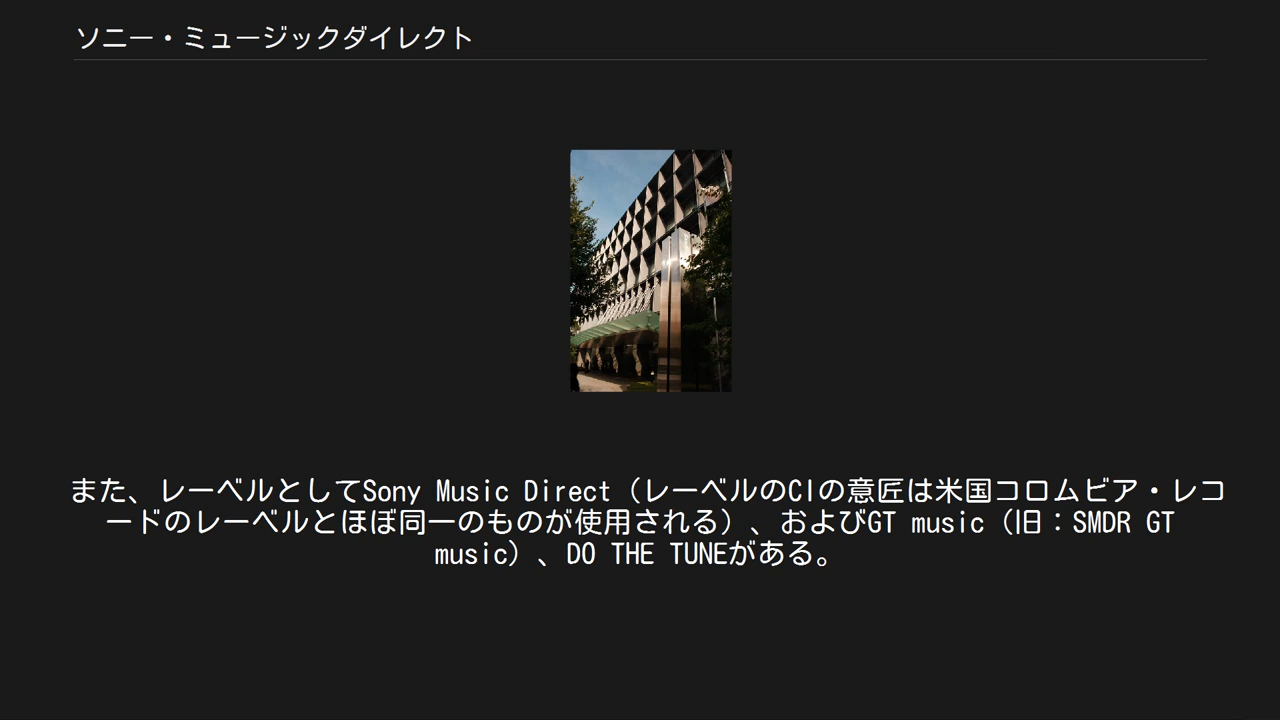 ソニー・ミュージックダイレクト
また、レーベルとしてSony Music Direct（レーベルのCIの意匠は米国コロムビア・レコ
ードのレーベルとほぼ同一のものが使用される）、およびGT music（旧：SMDR GT
music）、DO THE TUNEがある。